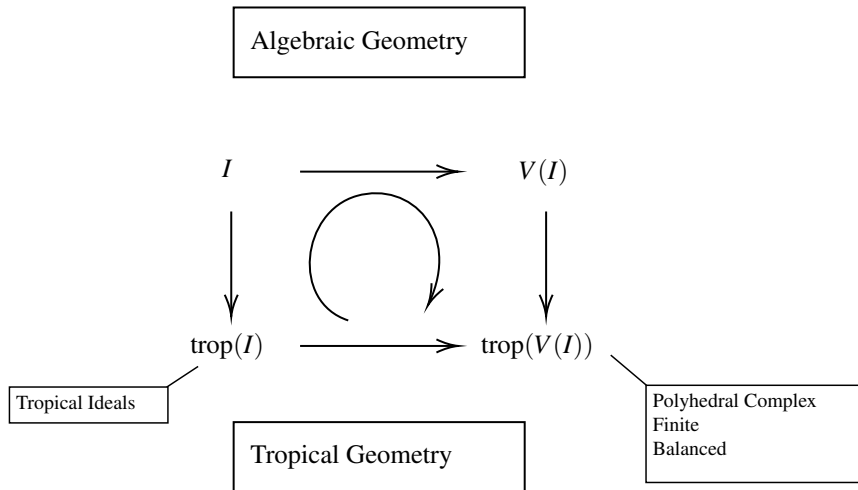 Algebraic Geometry
I
V(I)
trop(I)
trop(V(I))
Tropical Ideals
Polyhedral Complex
Finite
Balanced
Tropical Geometry